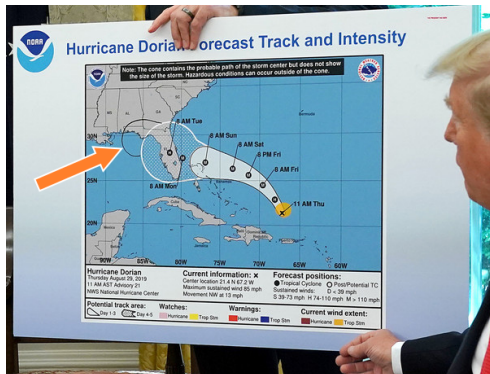 NOAA
Hurricane Dorian Forecast Track and Intensity
Note: The cone contains the probable path of the storm center but does not show
the size of the storm. Hazardous conditions can occur outside of the cone.
30N
25N
20N
8 AM Tue
8 AM Sun
8 AM Sat
8 PM Fri
8 AM Fri
8 AM Mon
11 AM Thu
Bermuda
90W 85W 80W 75W 70W 65W 60W
Hurricane Dorian
Thursday August 29, 2019
11 AM AST Advisory 21
NWS National Hurricane Center
Current information: x
Center location 21.4 N 67.2 W
Maximum sustained wind 85 mph
Movement NW at 13 mph
Forecast positions:
Tropical Cyclone Post/Potential TC
Sustained winds: D < 39 mph
S 39-73 mph H 74-110 mph M > 110 mph
Potential track area:
Day 1-3 Day 4-5
Watches:
Hurricane Trop Stm
Warnings:
Hurricane Trop Stm
Current wind extent:
Hurricane Trop Stm